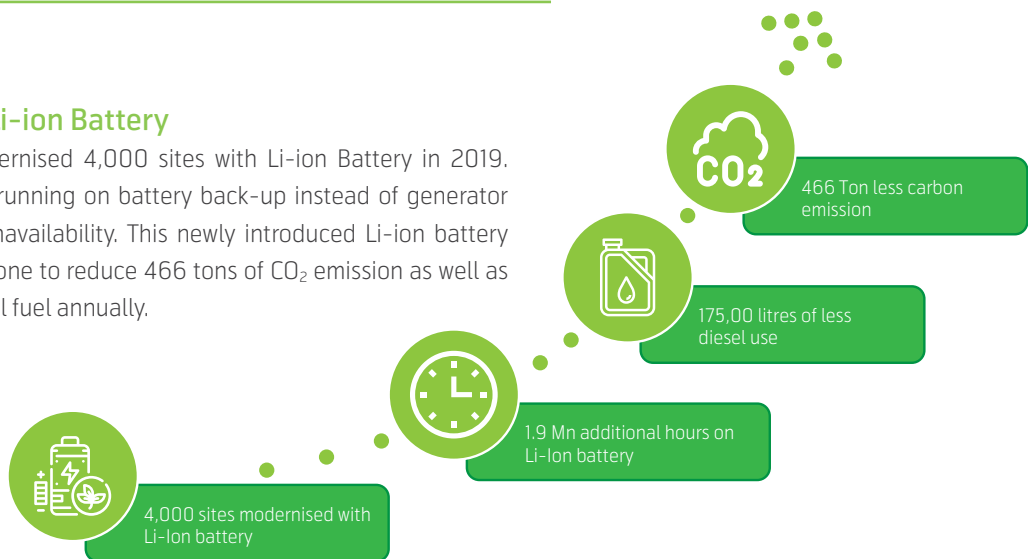 i-ion Battery
ernised 4,000 sites with Li-ion Battery in 2019.
running on battery back-up instead of generator
navailability. This newly introduced Li-ion battery
one to reduce 466 tons of CO₂ emission as well as
l fuel annually.
CO2
466 Ton less carbon
emission
175,00 litres of less
diesel use
1.9 Mn additional hours on
Li-Ion battery
4,000 sites modernised with
Li-Ion battery